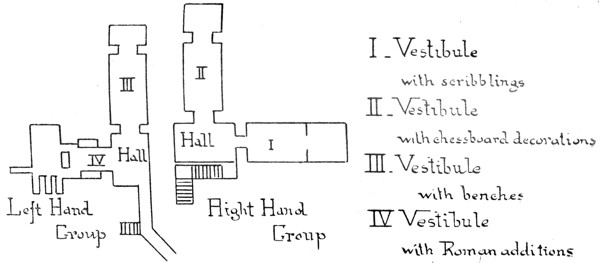 III
II
Hall
Hall
I
IV
Left Hand
Group
Right Hand
Group
I - Vestibule
with scribblings
II - Vestibule
with chessboard decorations
III - Vestibule
with benches
IV Vestibule
with Roman additions